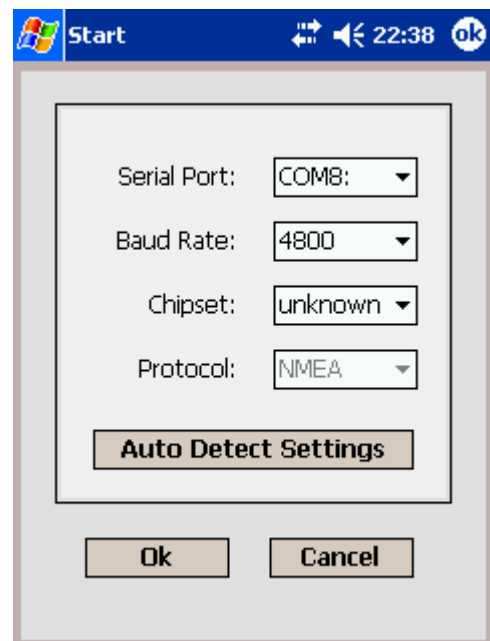 Start 22:38 ok
Serial Port: COM8:
Baud Rate: 4800
Chipset: unknown
Protocol: NMEA
Auto Detect Settings
Ok Cancel